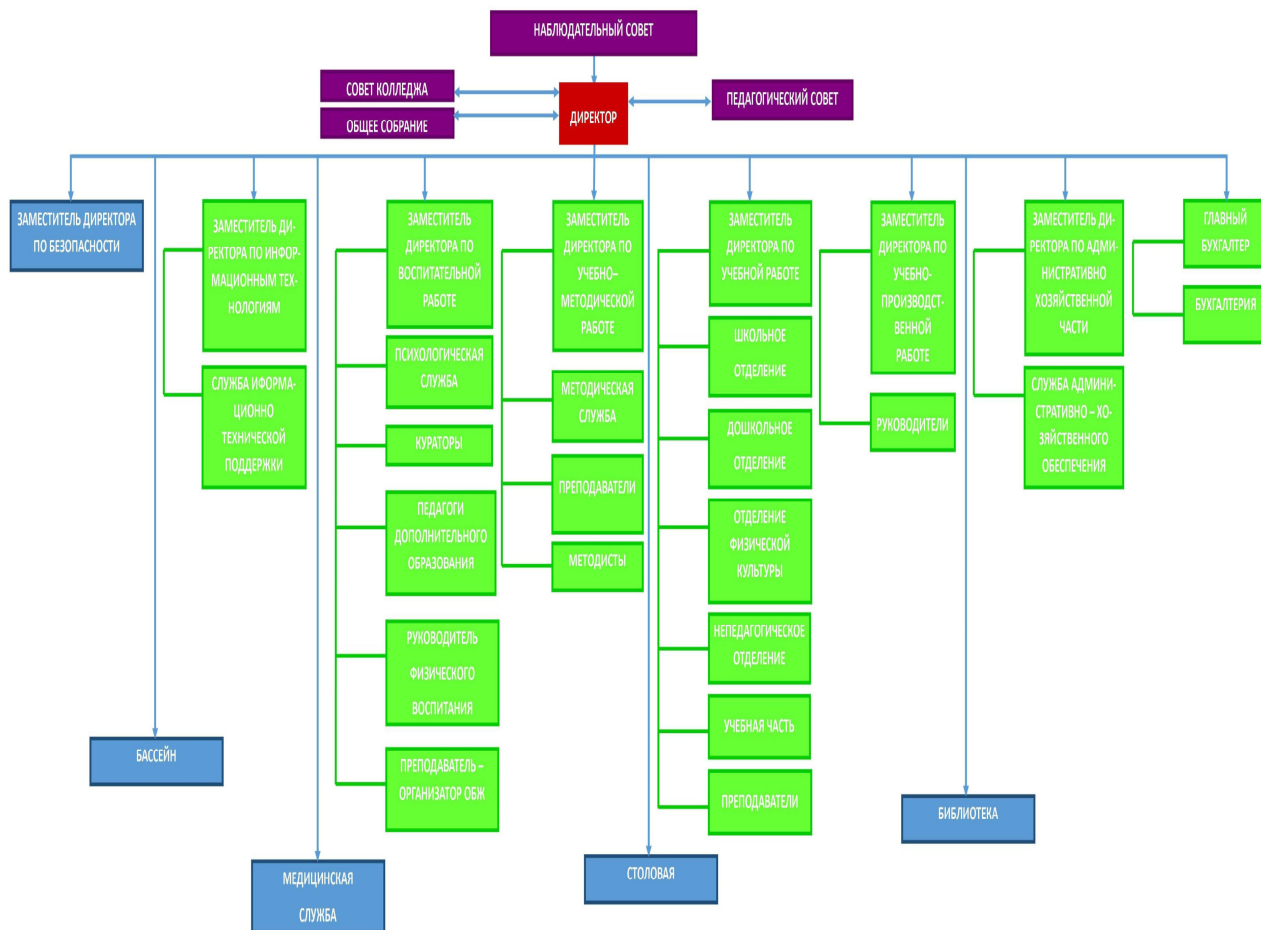 НАБЛЮДАТЕЛЬНЫЙ СОВЕТ
СОВЕТ КОЛЛЕДЖА
ОБЩЕЕ СОБРАНИЕ
ДИРЕКТОР
ПЕДАГОГИЧЕСКИЙ СОВЕТ
ЗАМЕСТИТЕЛЬ ДИРЕКТОРА
ПО БЕЗОПАСНОСТИ
ЗАМЕСТИТЕЛЬ ДИ-
РЕКТОРА ПО ИНФОР-
МАЦИОННЫМ ТЕХ-
НОЛОГИЯМ
СЛУЖБА ИФОРМА-
ЦИОННО
ТЕХНИЧЕСКОЙ
ПОДДЕРЖКИ
ЗАМЕСТИТЕЛЬ
ДИРЕКТОРА ПО
ВОСПИТАТЕЛЬНОЙ
РАБОТЕ
ПСИХОЛОГИЧЕСКАЯ
СЛУЖБА
КУРАТОРЫ
ПЕДАГОГИ
ДОПОЛНИТЕЛЬНОГО
ОБРАЗОВАНИЯ
РУКОВОДИТЕЛЬ
ФИЗИЧЕСКОГО
ВОСПИТАНИЯ
ПРЕПОДАВАТЕЛЬ –
ОРГАНИЗАТОР ОБЖ
ЗАМЕСТИТЕЛЬ
ДИРЕКТОРА ПО
УЧЕБНО–
МЕТОДИЧЕСКОЙ
РАБОТЕ
МЕТОДИЧЕСКАЯ
СЛУЖБА
ПРЕПОДАВАТЕЛИ
МЕТОДИСТЫ
ЗАМЕСТИТЕЛЬ
ДИРЕКТОРА ПО
УЧЕБНОЙ РАБОТЕ
ШКОЛЬНОЕ
ОТДЕЛЕНИЕ
ДОШКОЛЬНОЕ
ОТДЕЛЕНИЕ
ОТДЕЛЕНИЕ
ФИЗИЧЕСКОЙ
КУЛЬТУРЫ
НЕПЕДАГОГИЧЕСКОЕ
ОТДЕЛЕНИЕ
УЧЕБНАЯ ЧАСТЬ
ПРЕПОДАВАТЕЛИ
ЗАМЕСТИТЕЛЬ
ДИРЕКТОРА ПО
УЧЕБНО-
ПРОИЗВОДСТ-
ВЕННОЙ
РАБОТЕ
РУКОВОДИТЕЛИ
ЗАМЕСТИТЕЛЬ ДИ-
РЕКТОРА ПО АДМИ-
НИСТРАТИВНО
ХОЗЯЙСТВЕННОЙ
ЧАСТИ
СЛУЖБА АДМИНИ-
СТРАТИВНО – ХО-
ЗЯЙСТВЕННОГО
ОБЕСПЕЧЕНИЯ
ГЛАВНЫЙ
БУХГАЛТЕР
БУХГАЛТЕРИЯ
БАССЕЙН
МЕДИЦИНСКАЯ
СЛУЖБА
СТОЛОВАЯ
БИБЛИОТЕКА